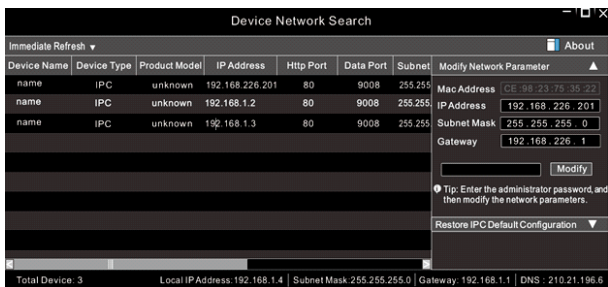 Device Network Search
Immediate Refresh ▼ About
Device Name Device Type Product Model IP Address Http Port Data Port Subnet
name IPC unknown 192.168.226.201 80 9008 255.255
name IPC unknown 192.168.1.2 80 9008 255.255.
name IPC unknown 192.168.1.3 80 9008 255.255.
Modify Network Parameter ▲
Mac Address CE:98:23:75:35:22
IP Address 192.168.226.201
Subnet Mask 255.255.255.0
Gateway 192.168.226.1
Modify
Tip: Enter the administrator password, and
then modify the network parameters.
Restore IPC Default Configuration ▼
Total Device: 3 Local IP Address:192.168.1.4 Subnet Mask:255.255.255.0 Gateway: 192.168.1.1 DNS : 210.21.196.6